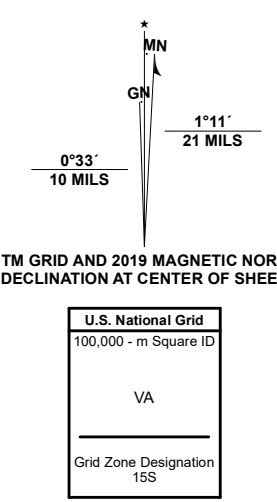 ★
MN
GN
1°11´
21 MILS
0°33´
10 MILS
TM GRID AND 2019 MAGNETIC NOR
DECLINATION AT CENTER OF SHEE
U.S. National Grid
100,000 - m Square ID
VA
Grid Zone Designation
15S